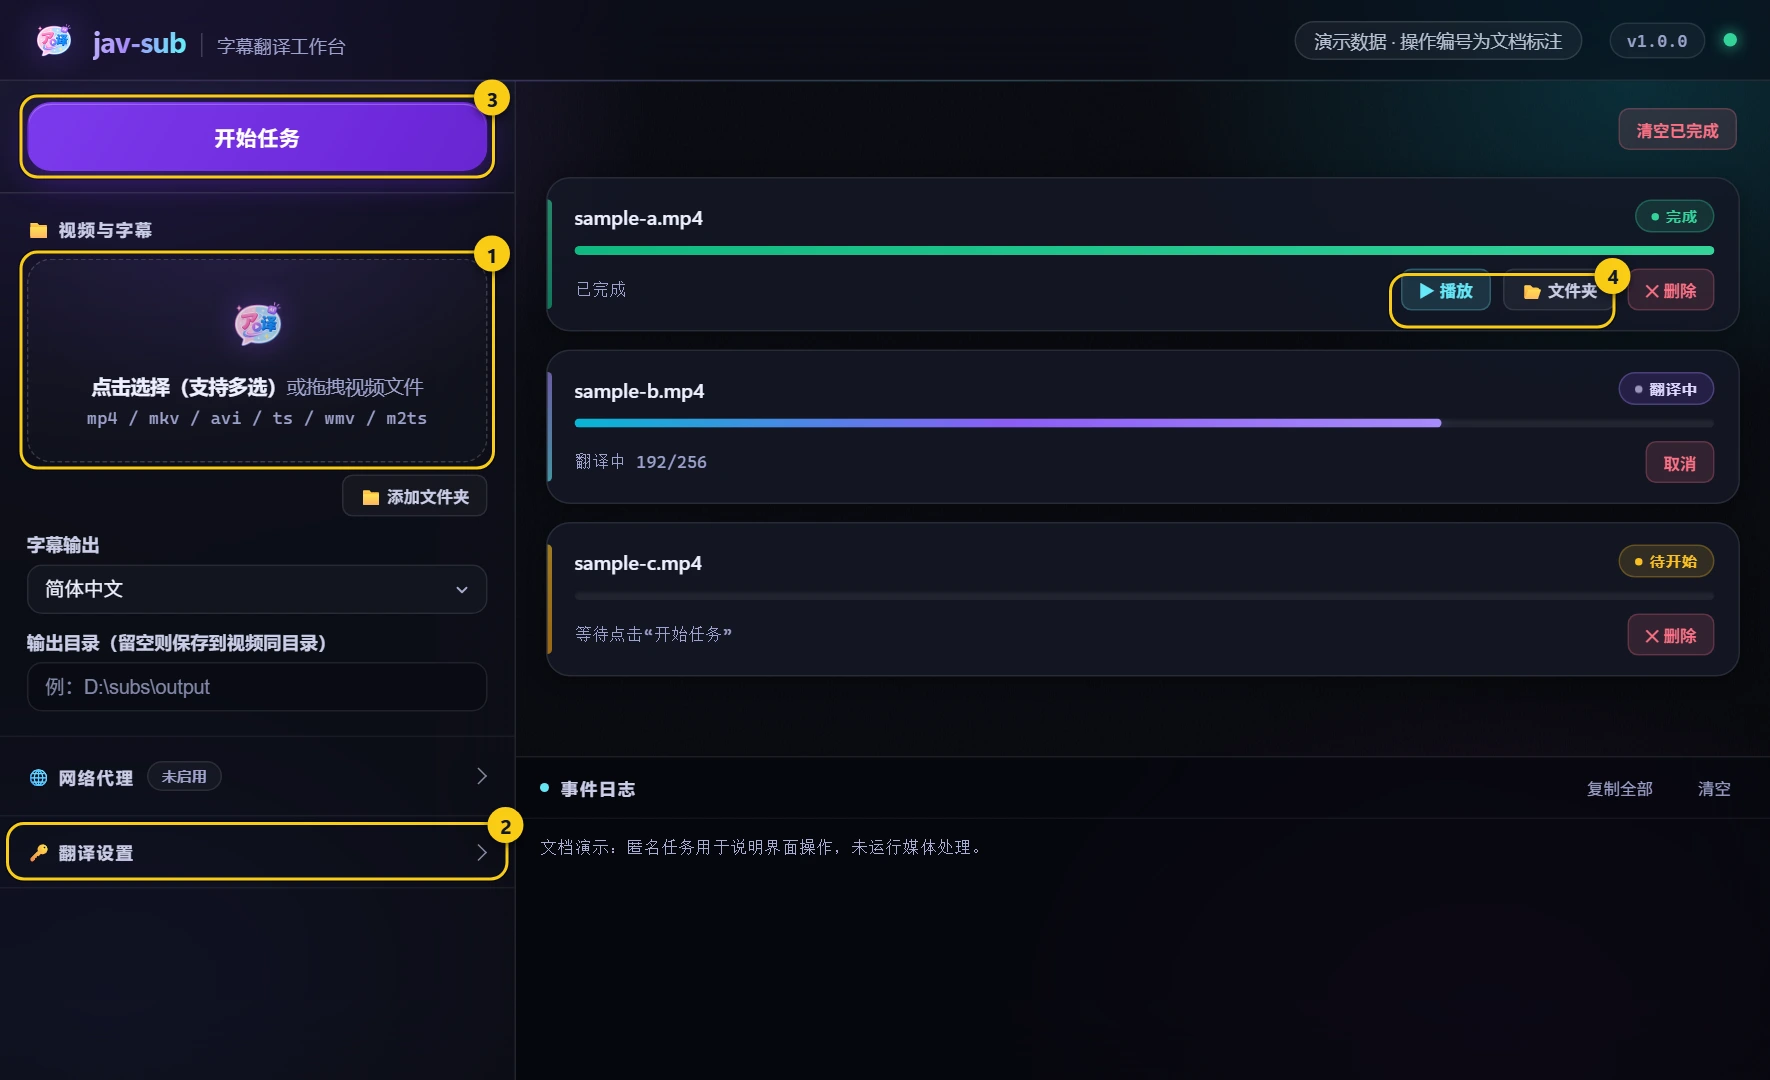 jav-sub 字幕翻译工作台
演示数据 · 操作编号为文档标注
v1.0.0
3
开始任务
视频与字幕
1
ア 译
点击选择（支持多选）或拖拽视频文件
mp4 / mkv / avi / ts / wmv / m2ts
添加文件夹
字幕输出
简体中文
输出目录（留空则保存到视频同目录）
例：D:\subs\output
网络代理 未启用
2
翻译设置
清空已完成
sample-a.mp4 完成
已完成
4
播放 文件夹 删除
sample-b.mp4 翻译中
翻译中 192/256
取消
sample-c.mp4 待开始
等待点击“开始任务”
删除
事件日志
复制全部 清空
文档演示：匿名任务用于说明界面操作，未运行媒体处理。